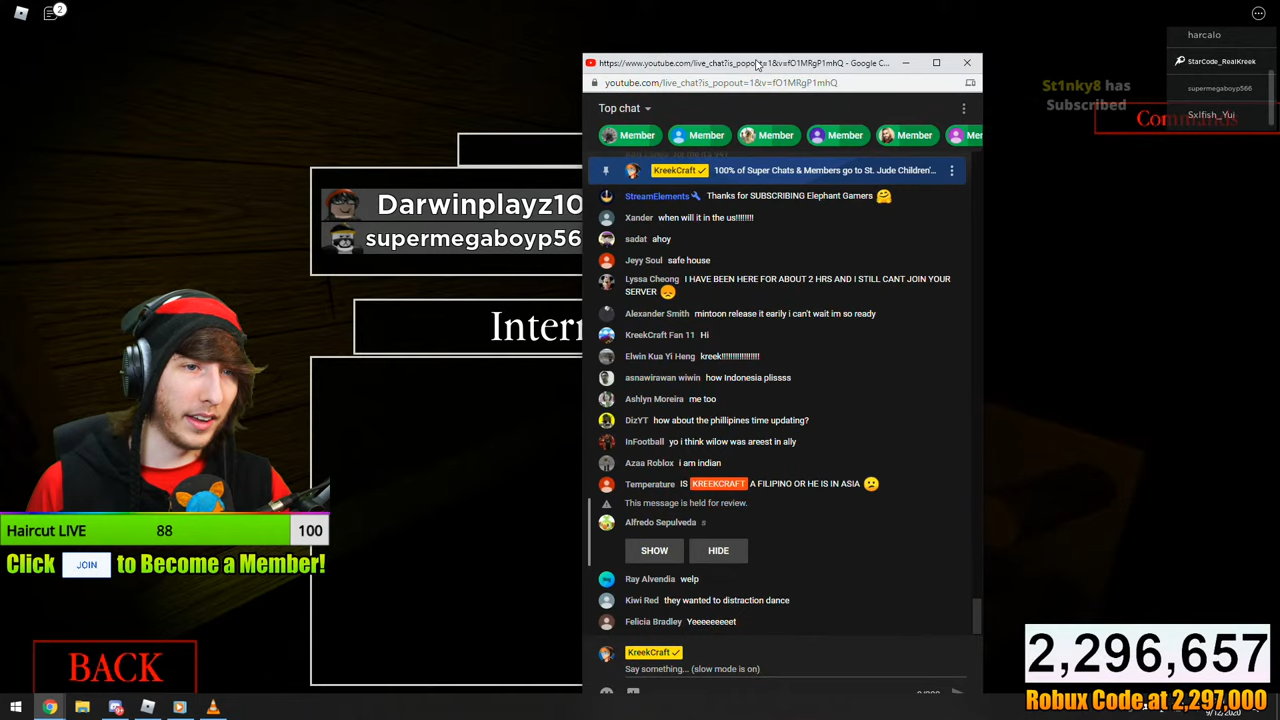 2
harcalo
StarCode_RealKreek
supermegaboyp566
Sxlfish_Yui
St1nky8 has
Subscribed
Darwinplayz10
supermegaboyp566
https://www.youtube.com/live_chat?is_popout=1&v=fO1MRgP1mhQ - Google C...
youtube.com/live_chat?is_popout=1&v=fO1MRgP1mhQ
Top chat
Member Member Member Member Member
KreekCraft 100% of Super Chats & Members go to St. Jude Children'...
StreamElements Thanks for SUBSCRIBING Elephant Gamers
Xander when will it in the us!!!!!!!!
sadat ahoy
Jeyy Soul safe house
Lyssa Cheong I HAVE BEEN HERE FOR ABOUT 2 HRS AND I STILL CANT JOIN YOUR
SERVER
Alexander Smith mintoon release it earily i can't wait im so ready
KreekCraft Fan 11 Hi
Elwin Kua Yi Heng kreek!!!!!!!!!!!!!!!!
asnawirawan wiwin how Indonesia plissss
Ashlyn Moreira me too
DizYT how about the phillipines time updating?
InFootball yo i think wilow was areest in ally
Azaa Roblox i am indian
Temperature IS KREEKCRAFT A FILIPINO OR HE IS IN ASIA
This message is held for review.
Alfredo Sepulveda s
SHOW HIDE
Ray Alvendia welp
Kiwi Red they wanted to distraction dance
Felicia Bradley Yeeeeeeeeet
KreekCraft
Say something... (slow mode is on)
Haircut LIVE 88 100
Click JOIN to Become a Member!
BACK
2,296,657
Robux Code at 2,297,000
9/12/2020